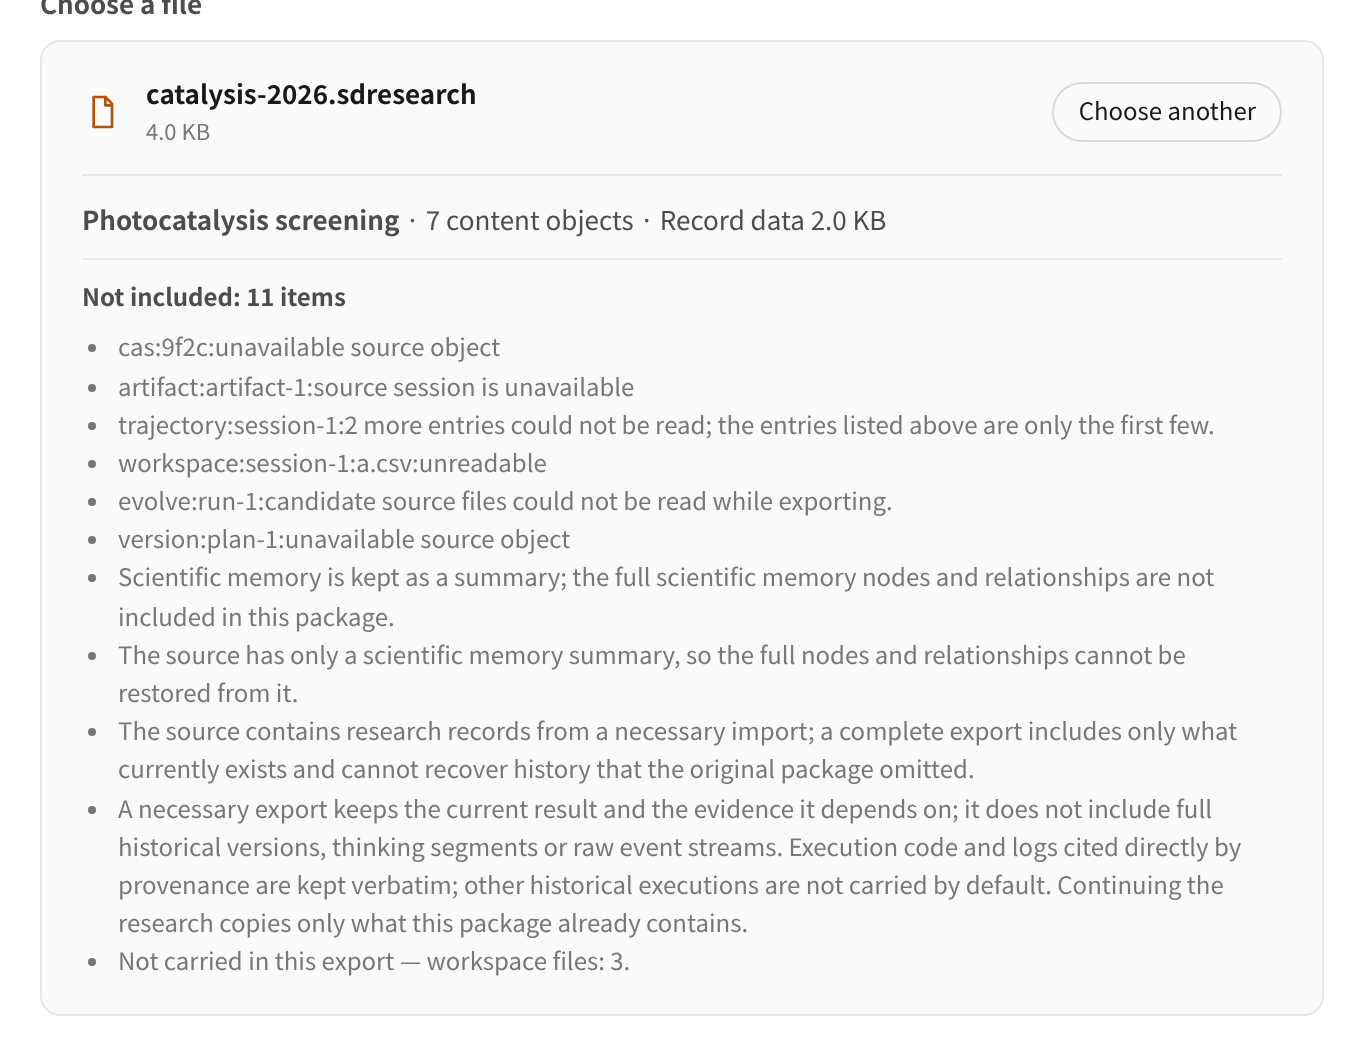 Choose a file
catalysis-2026.sdresearch
4.0 KB
Choose another
Photocatalysis screening · 7 content objects · Record data 2.0 KB
Not included: 11 items
• cas:9f2c:unavailable source object
• artifact:artifact-1:source session is unavailable
• trajectory:session-1:2 more entries could not be read; the entries listed above are only the first few.
• workspace:session-1:a.csv:unreadable
• evolve:run-1:candidate source files could not be read while exporting.
• version:plan-1:unavailable source object
• Scientific memory is kept as a summary; the full scientific memory nodes and relationships are not
included in this package.
• The source has only a scientific memory summary, so the full nodes and relationships cannot be
restored from it.
• The source contains research records from a necessary import; a complete export includes only what
currently exists and cannot recover history that the original package omitted.
• A necessary export keeps the current result and the evidence it depends on; it does not include full
historical versions, thinking segments or raw event streams. Execution code and logs cited directly by
provenance are kept verbatim; other historical executions are not carried by default. Continuing the
research copies only what this package already contains.
• Not carried in this export — workspace files: 3.